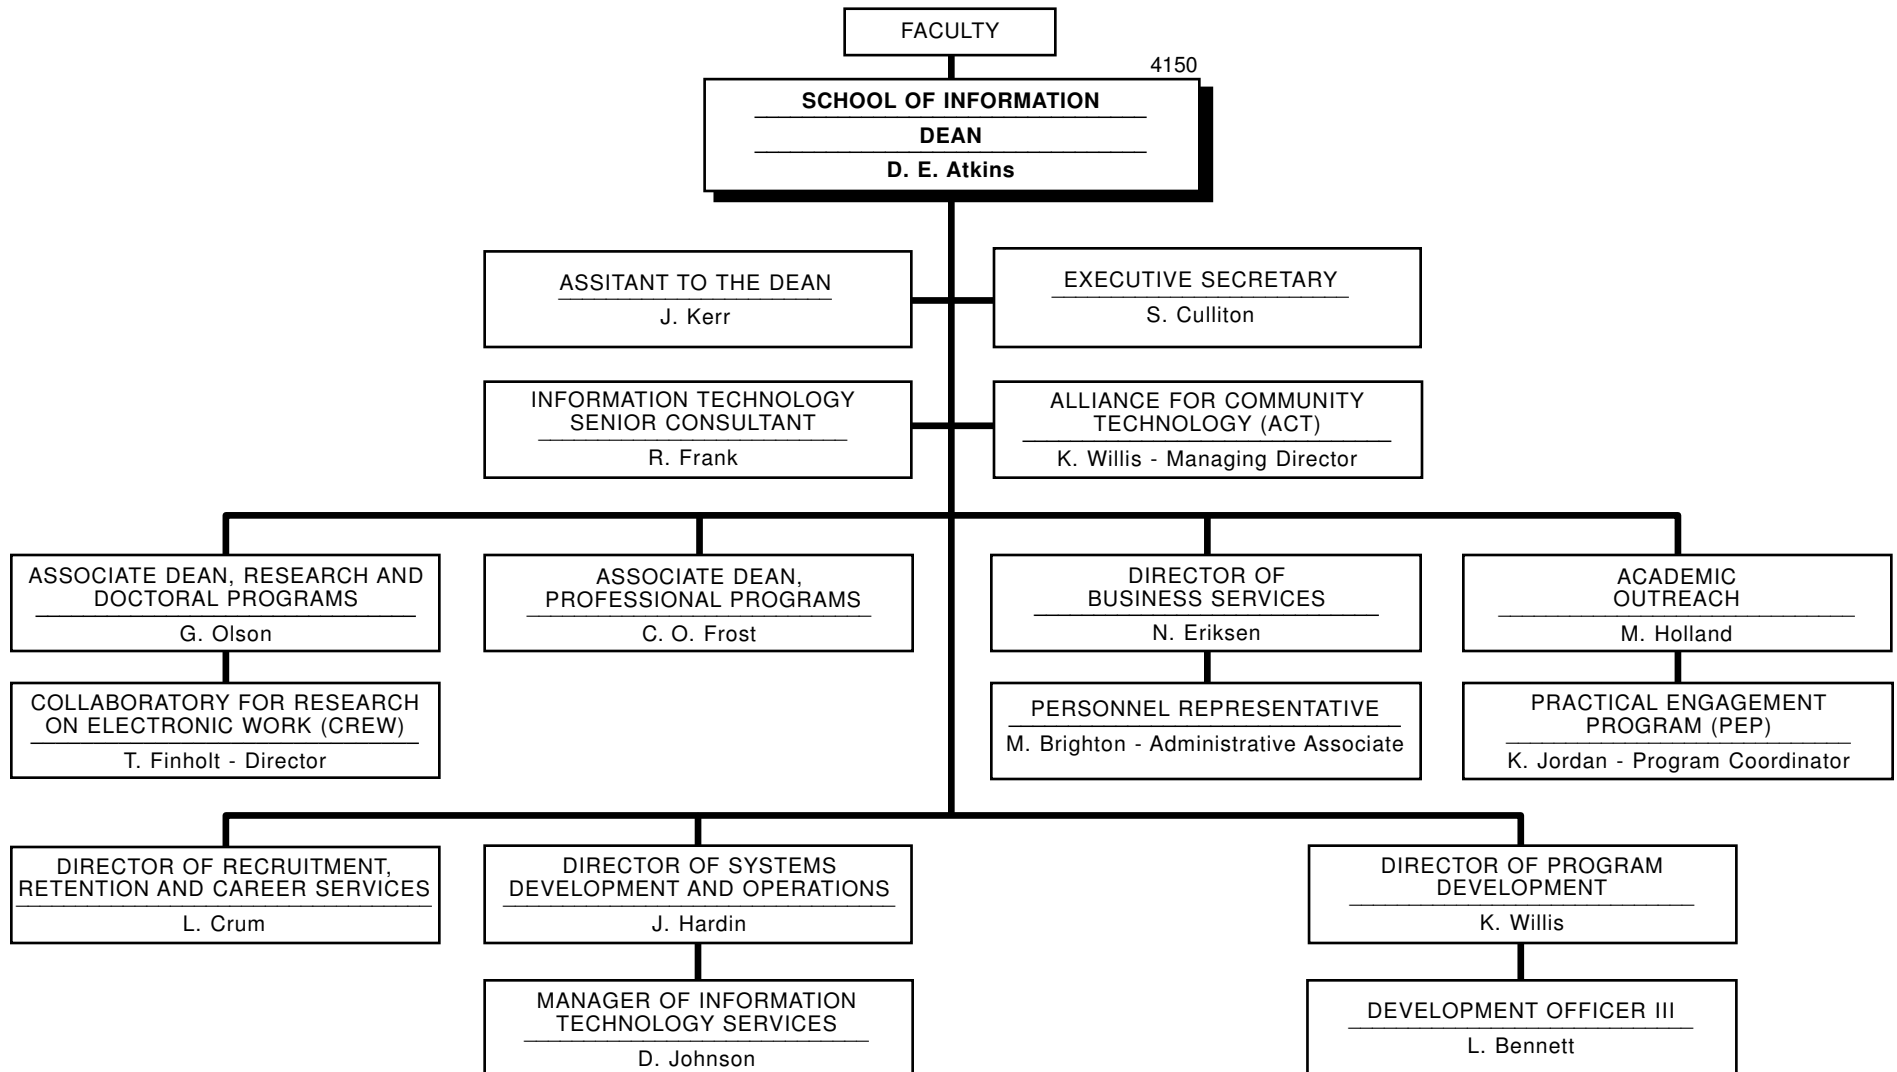 FACULTY
4150
SCHOOL OF INFORMATION
DEAN
D. E. Atkins
ASSITANT TO THE DEAN
J. Kerr
EXECUTIVE SECRETARY
S. Culliton
INFORMATION TECHNOLOGY
SENIOR CONSULTANT
R. Frank
ALLIANCE FOR COMMUNITY
TECHNOLOGY (ACT)
K. Willis - Managing Director
ASSOCIATE DEAN, RESEARCH AND
DOCTORAL PROGRAMS
G. Olson
ASSOCIATE DEAN,
PROFESSIONAL PROGRAMS
C. O. Frost
DIRECTOR OF
BUSINESS SERVICES
N. Eriksen
ACADEMIC
OUTREACH
M. Holland
COLLABORATORY FOR RESEARCH
ON ELECTRONIC WORK (CREW)
T. Finholt - Director
PERSONNEL REPRESENTATIVE
M. Brighton - Administrative Associate
PRACTICAL ENGAGEMENT
PROGRAM (PEP)
K. Jordan - Program Coordinator
DIRECTOR OF RECRUITMENT,
RETENTION AND CAREER SERVICES
L. Crum
DIRECTOR OF SYSTEMS
DEVELOPMENT AND OPERATIONS
J. Hardin
DIRECTOR OF PROGRAM
DEVELOPMENT
K. Willis
MANAGER OF INFORMATION
TECHNOLOGY SERVICES
D. Johnson
DEVELOPMENT OFFICER III
L. Bennett